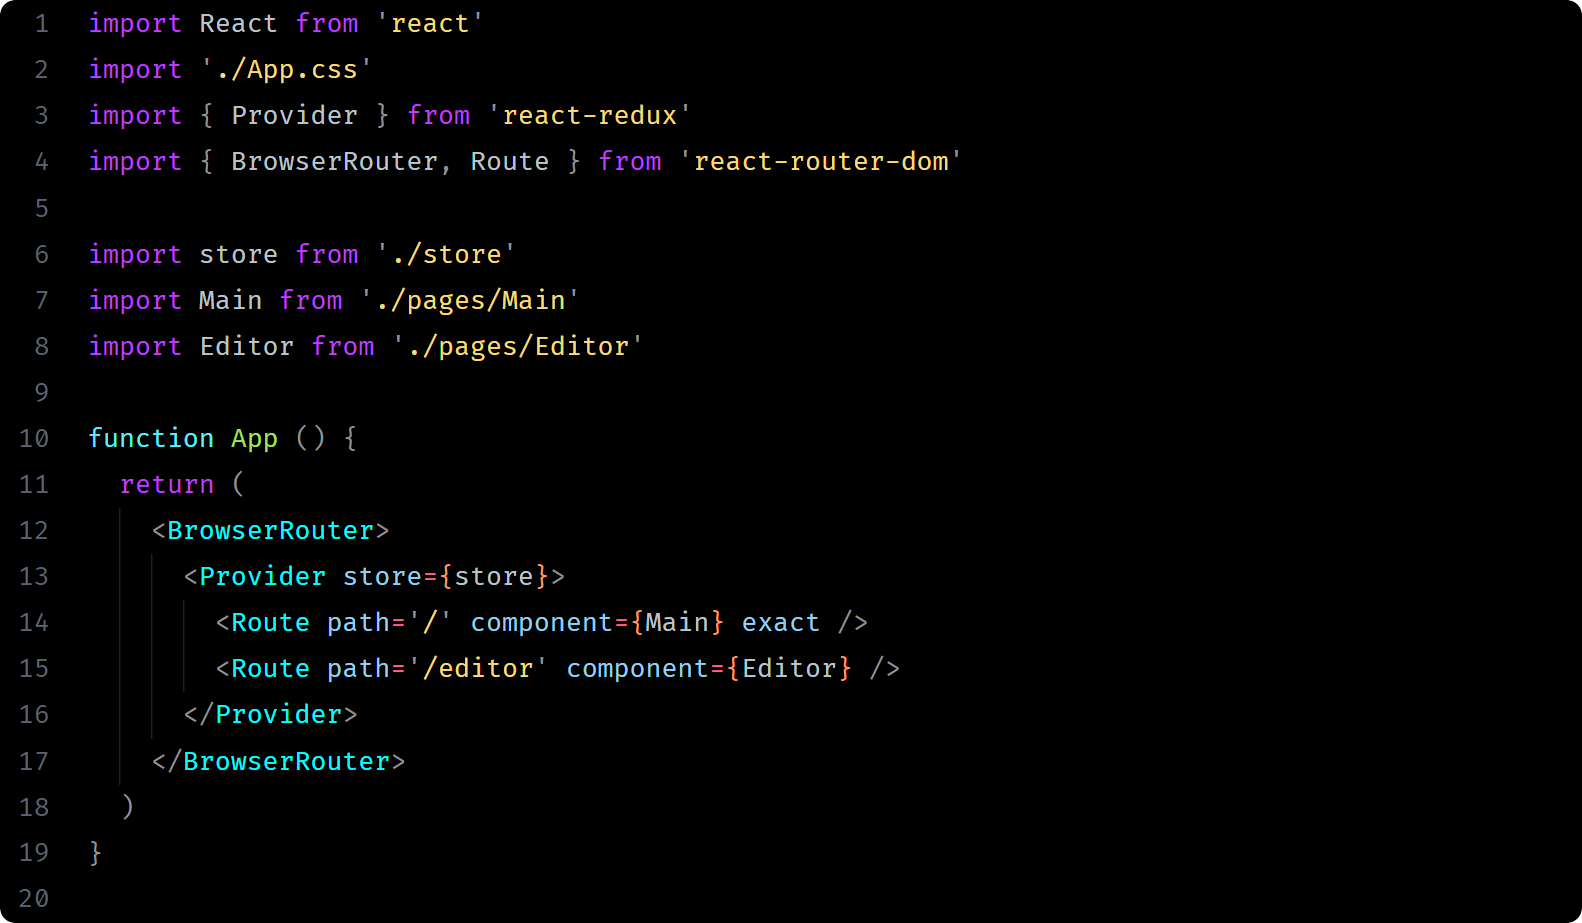 1 import React from 'react'
2 import './App.css'
3 import { Provider } from 'react-redux'
4 import { BrowserRouter, Route } from 'react-router-dom'
5
6 import store from './store'
7 import Main from './pages/Main'
8 import Editor from './pages/Editor'
9
10 function App () {
11   return (
12     <BrowserRouter>
13       <Provider store={store}>
14         <Route path='/' component={Main} exact />
15         <Route path='/editor' component={Editor} />
16       </Provider>
17     </BrowserRouter>
18   )
19 }
20